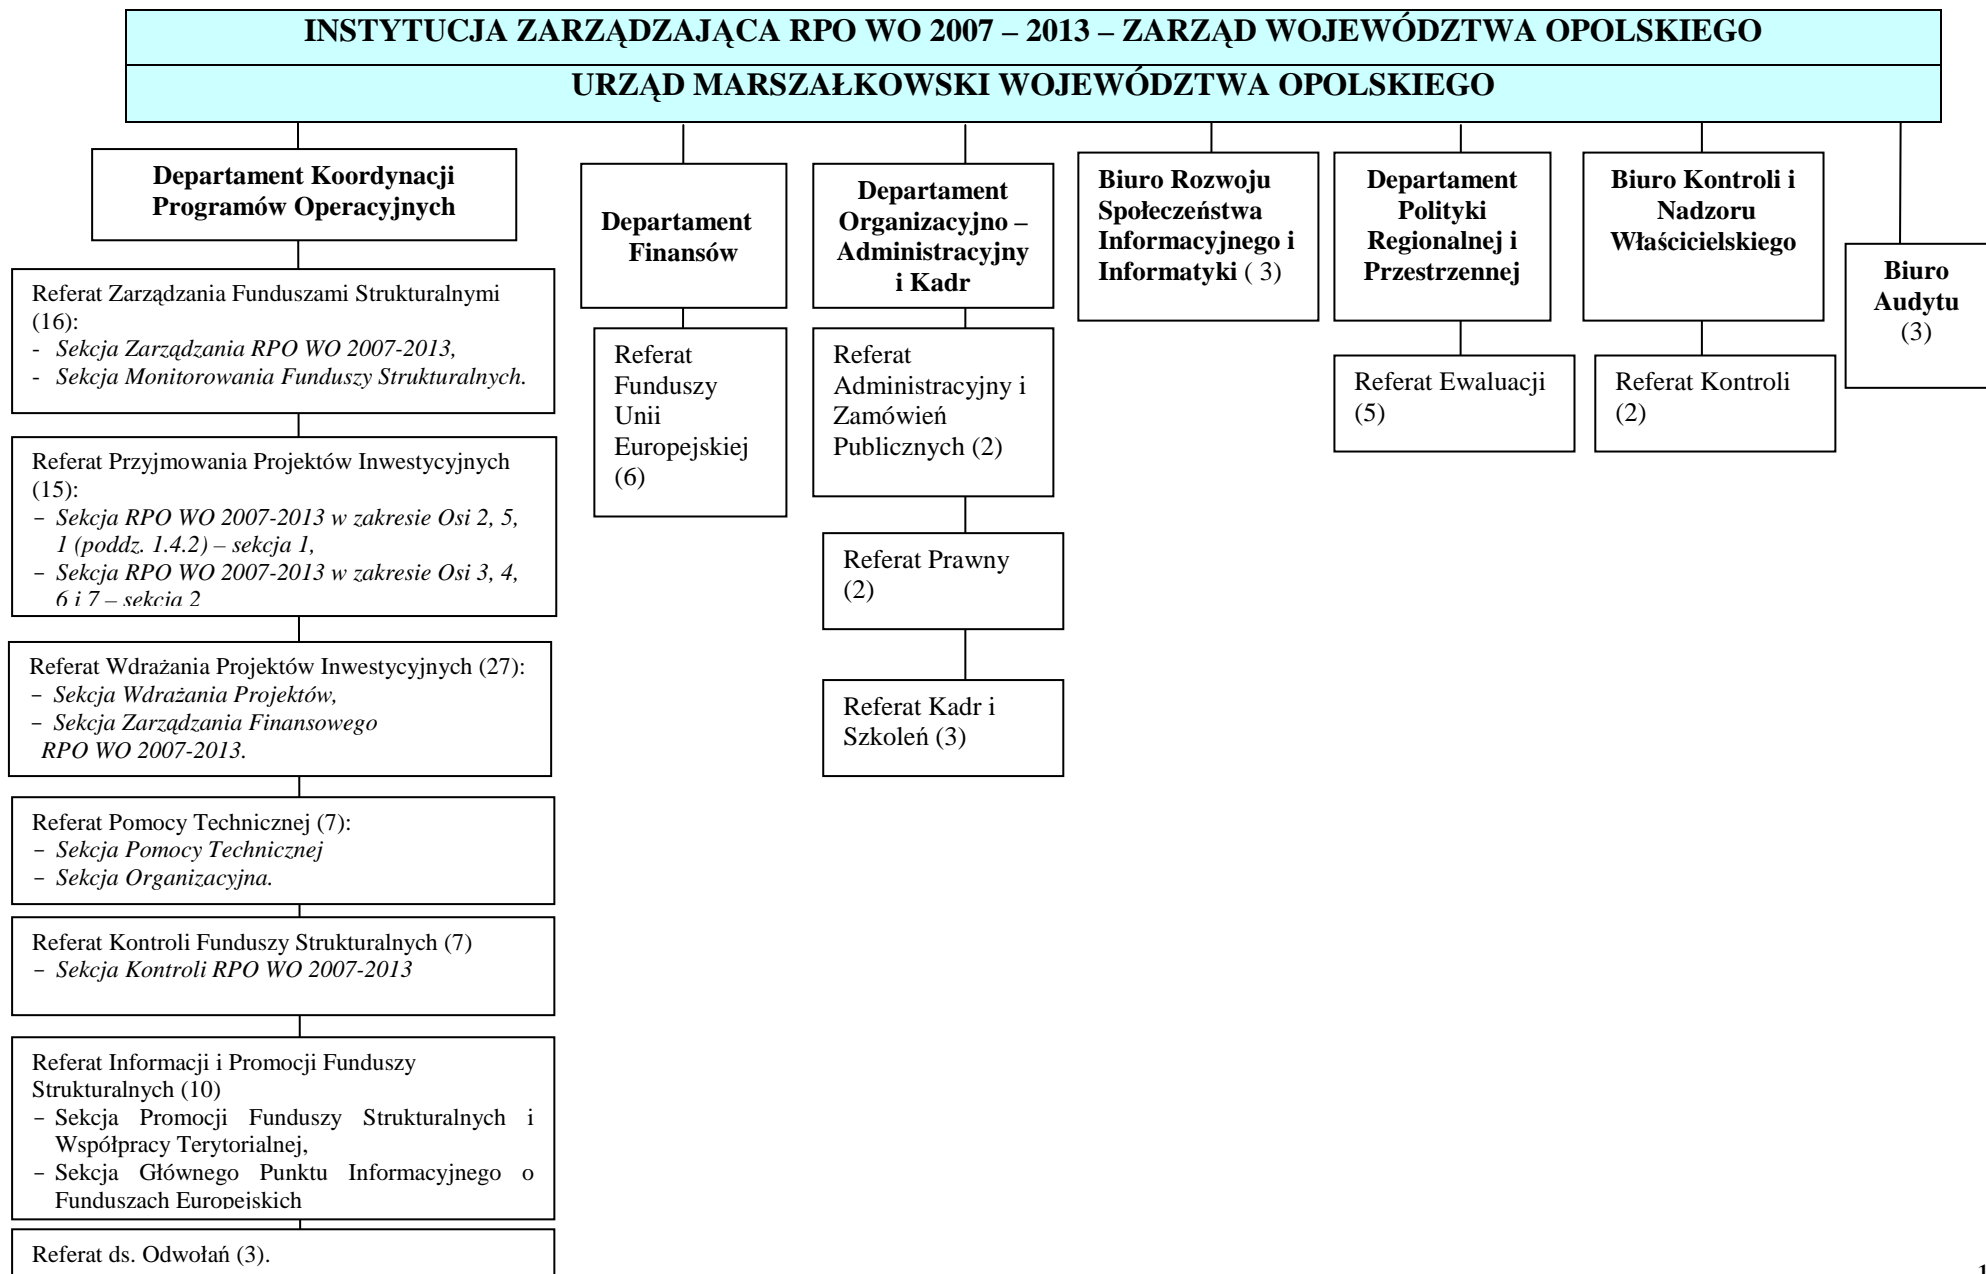 INSTYTUCJA ZARZĄDZAJĄCA RPO WO 2007 – 2013 – ZARZĄD WOJEWÓDZTWA OPOLSKIEGO
URZĄD MARSZAŁKOWSKI WOJEWÓDZTWA OPOLSKIEGO
Departament Koordynacji
Programów Operacyjnych
Referat Zarządzania Funduszami Strukturalnymi
(16):
- Sekcja Zarządzania RPO WO 2007-2013,
- Sekcja Monitorowania Funduszy Strukturalnych.
Referat Przyjmowania Projektów Inwestycyjnych
(15):
– Sekcja RPO WO 2007-2013 w zakresie Osi 2, 5,
1 (poddz. 1.4.2) – sekcja 1,
– Sekcja RPO WO 2007-2013 w zakresie Osi 3, 4,
6 i 7 – sekcja 2
Referat Wdrażania Projektów Inwestycyjnych (27):
– Sekcja Wdrażania Projektów,
– Sekcja Zarządzania Finansowego
RPO WO 2007-2013.
Referat Pomocy Technicznej (7):
– Sekcja Pomocy Technicznej
– Sekcja Organizacyjna.
Referat Kontroli Funduszy Strukturalnych (7)
– Sekcja Kontroli RPO WO 2007-2013
Referat Informacji i Promocji Funduszy
Strukturalnych (10)
– Sekcja Promocji Funduszy Strukturalnych i
Współpracy Terytorialnej,
– Sekcja Głównego Punktu Informacyjnego o
Funduszach Europejskich
Referat ds. Odwołań (3).
Departament
Finansów
Referat
Funduszy
Unii
Europejskiej
(6)
Departament
Organizacyjno –
Administracyjny
i Kadr
Referat
Administracyjny i
Zamówień
Publicznych (2)
Referat Prawny
(2)
Referat Kadr i
Szkoleń (3)
Biuro Rozwoju
Społeczeństwa
Informacyjnego i
Informatyki ( 3)
Departament
Polityki
Regionalnej i
Przestrzennej
Referat Ewaluacji
(5)
Biuro Kontroli i
Nadzoru
Właścicielskiego
Referat Kontroli
(2)
Biuro
Audytu
(3)
1